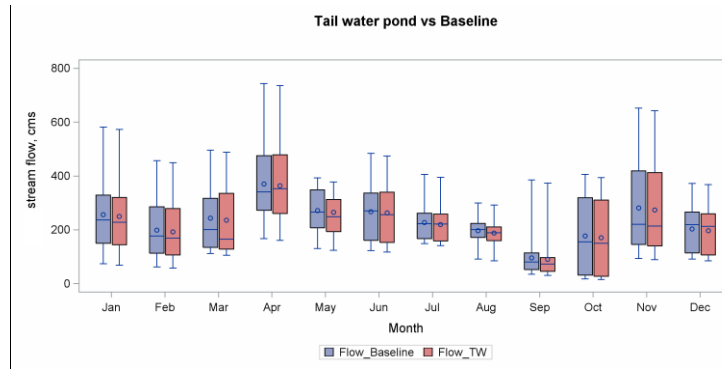 Tail water pond vs Baseline
800
600
400
200
0
stream flow, cms
Jan Feb Mar Apr May Jun Jul Aug Sep Oct Nov Dec
Month
Flow_Baseline Flow_TW